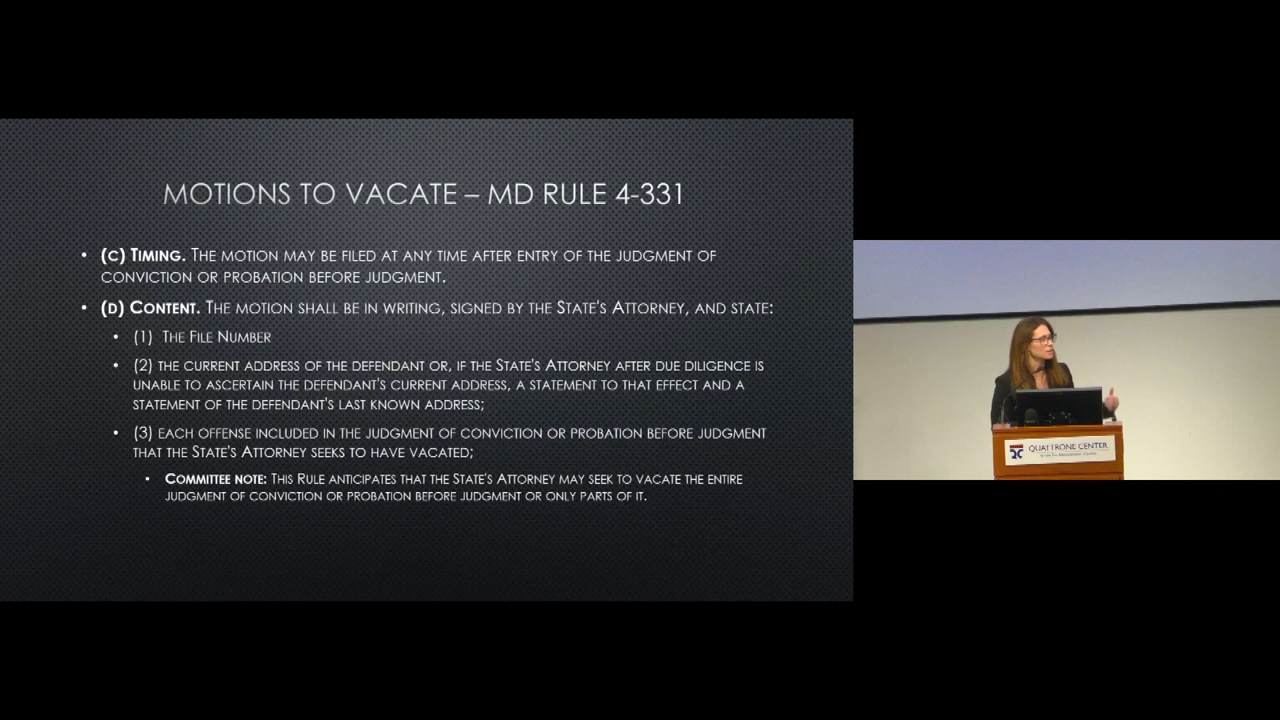 MOTIONS TO VACATE – MD RULE 4-331
• (C) TIMING. THE MOTION MAY BE FILED AT ANY TIME AFTER ENTRY OF THE JUDGMENT OF
CONVICTION OR PROBATION BEFORE JUDGMENT.
• (D) CONTENT. THE MOTION SHALL BE IN WRITING, SIGNED BY THE STATE'S ATTORNEY, AND STATE:
• (1) THE FILE NUMBER
• (2) THE CURRENT ADDRESS OF THE DEFENDANT OR, IF THE STATE'S ATTORNEY AFTER DUE DILIGENCE IS
UNABLE TO ASCERTAIN THE DEFENDANT'S CURRENT ADDRESS, A STATEMENT TO THAT EFFECT AND A
STATEMENT OF THE DEFENDANT'S LAST KNOWN ADDRESS;
• (3) EACH OFFENSE INCLUDED IN THE JUDGMENT OF CONVICTION OR PROBATION BEFORE JUDGMENT
THAT THE STATE'S ATTORNEY SEEKS TO HAVE VACATED;
• COMMITTEE NOTE: THIS RULE ANTICIPATES THAT THE STATE'S ATTORNEY MAY SEEK TO VACATE THE ENTIRE
JUDGMENT OF CONVICTION OR PROBATION BEFORE JUDGMENT OR ONLY PARTS OF IT.
QUATTRONE CENTER